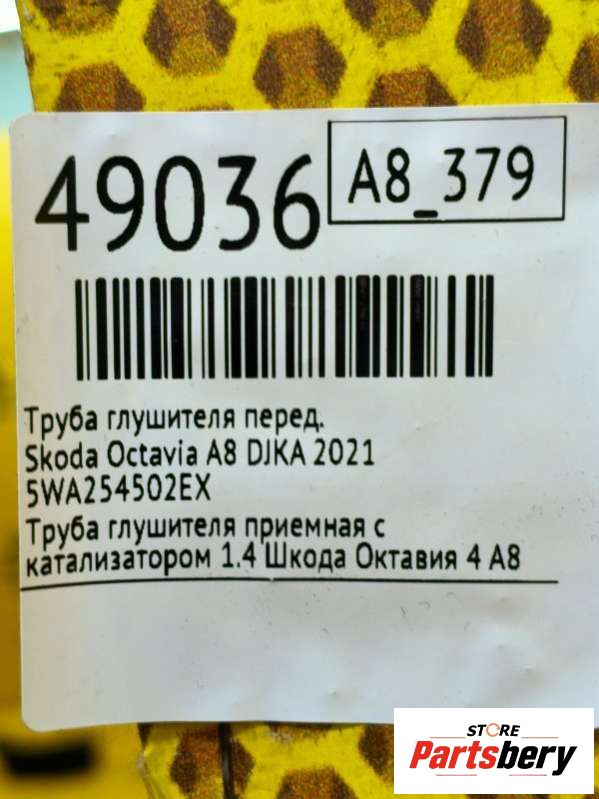 49036
A8_379
Труба глушителя перед.
Skoda Octavia A8 DJKA 2021
5WA254502EX
Труба глушителя приемная с
катализатором 1.4 Шкода Октавия 4 А8
STORE
Partsbery